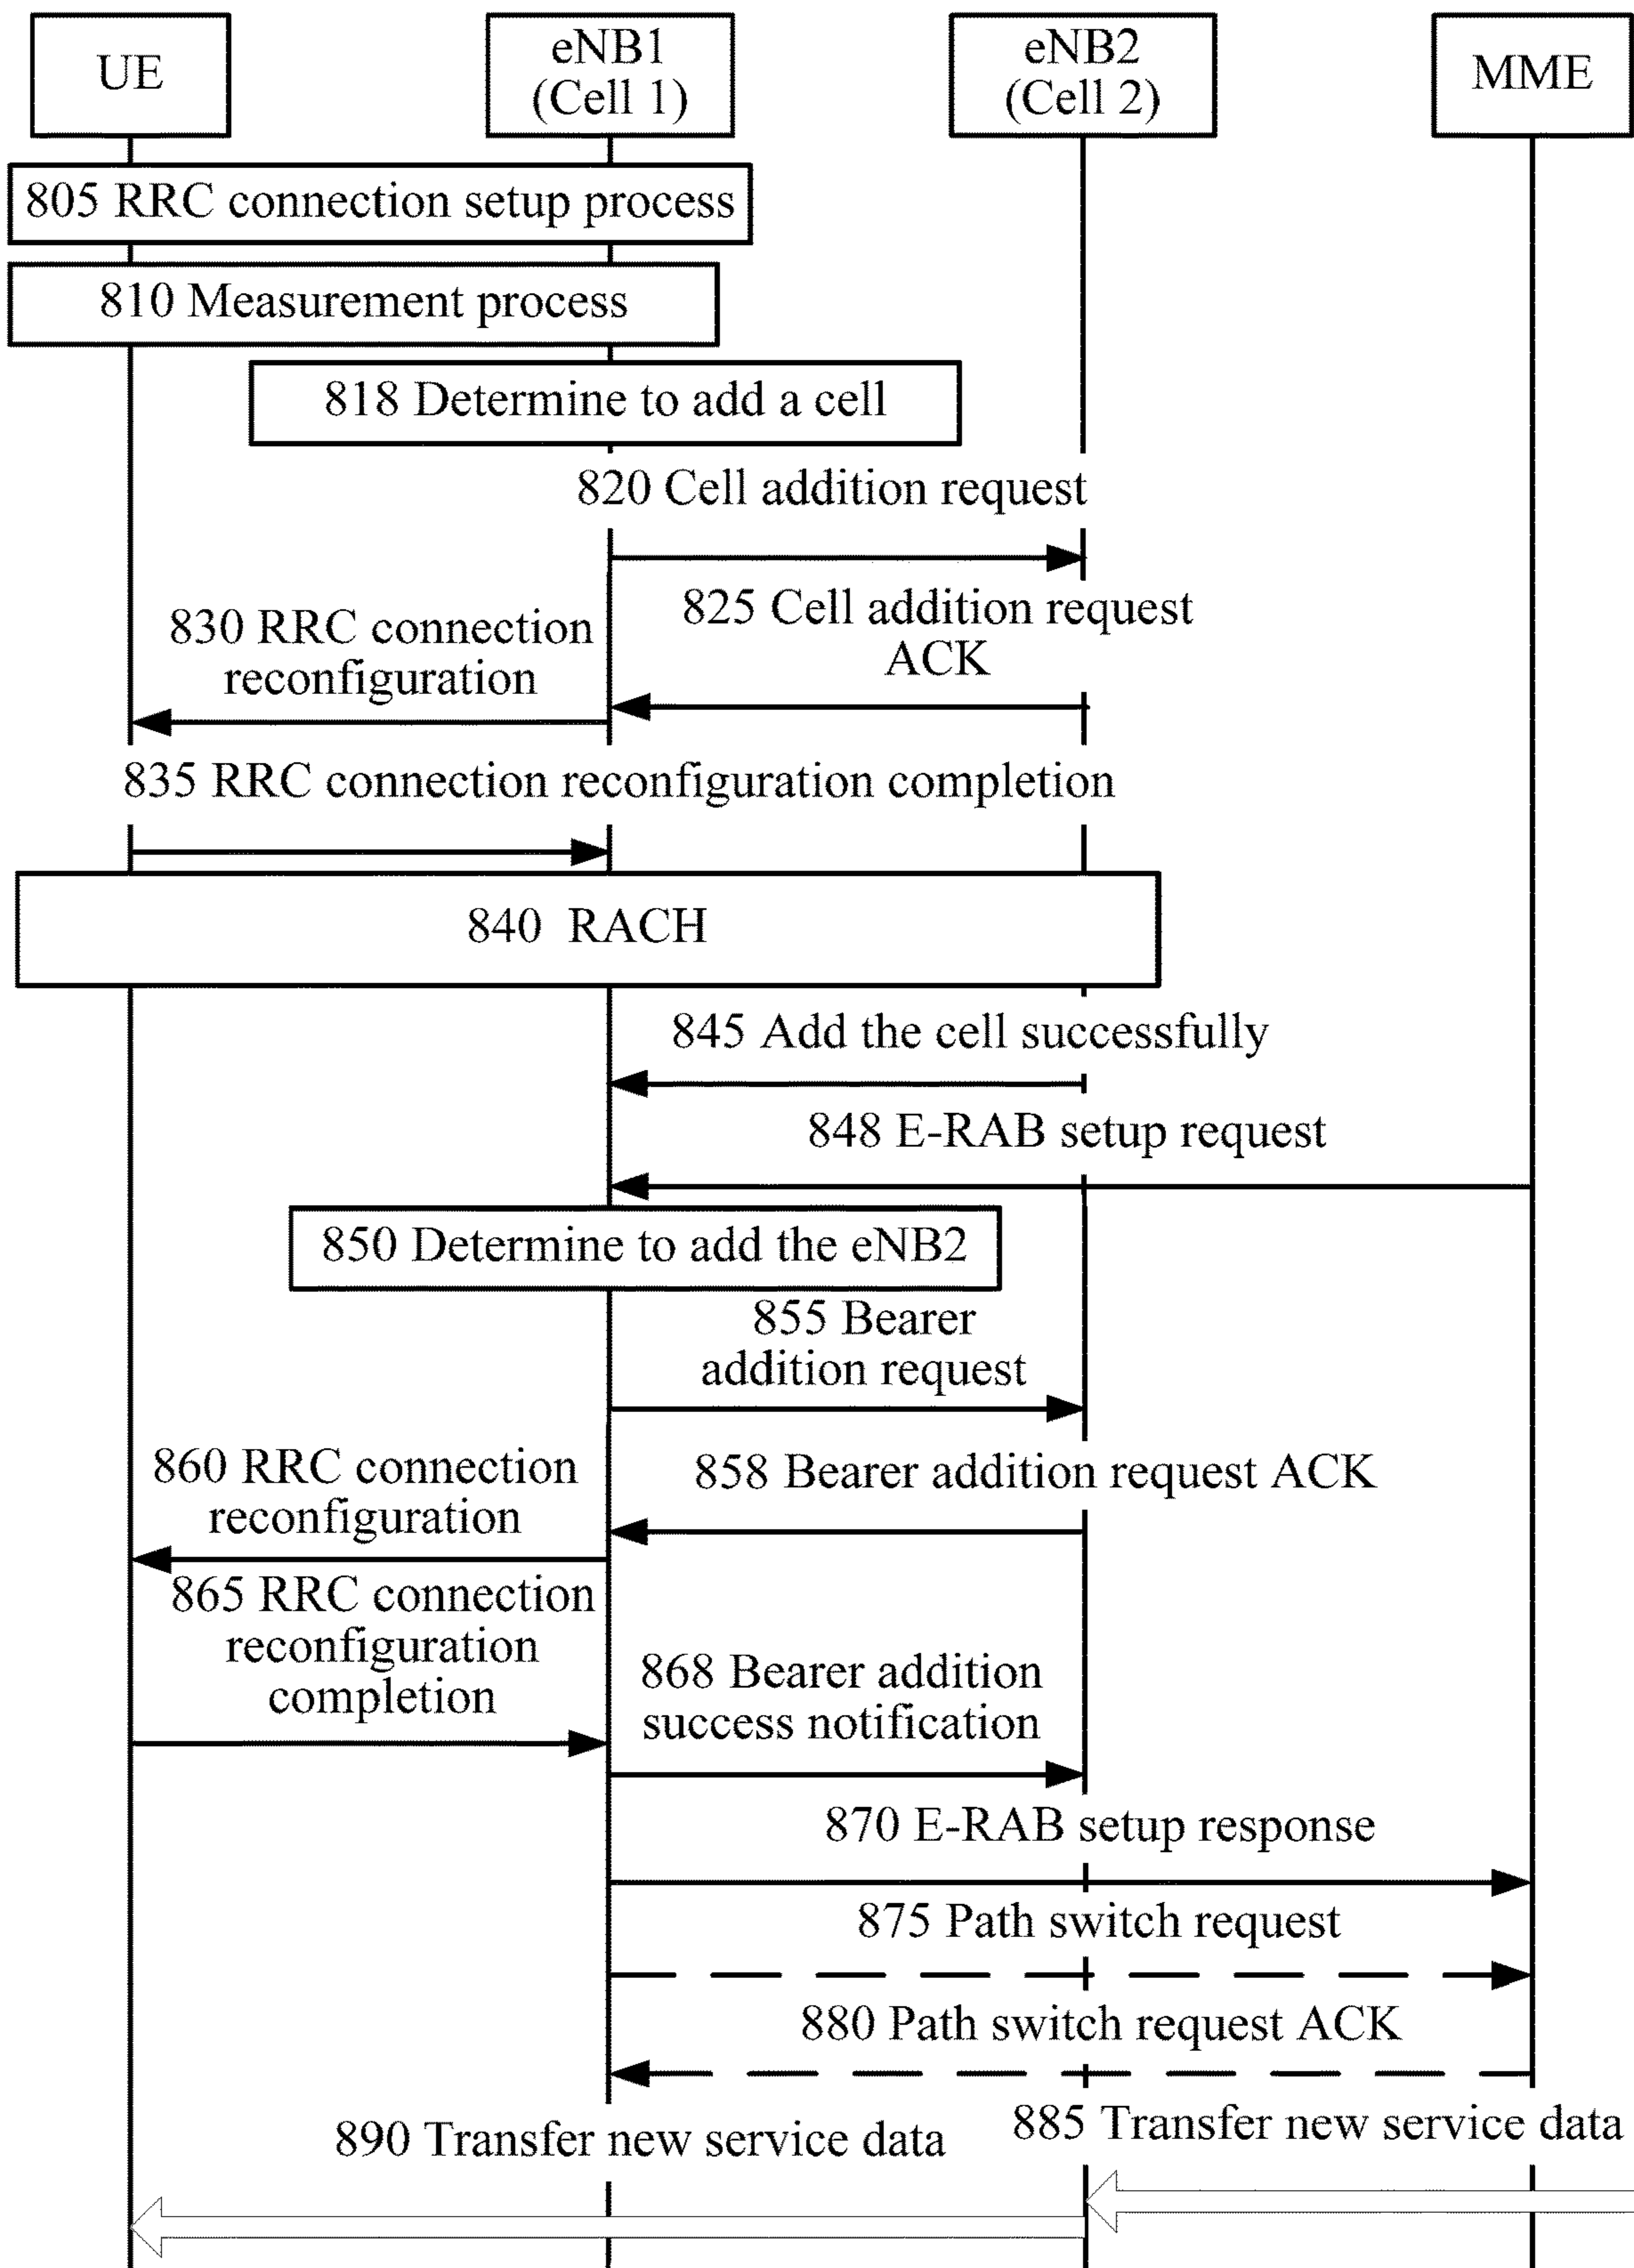 UE
eNB1
(Cell 1)
eNB2
(Cell 2)
MME
805 RRC connection setup process
810 Measurement process
818 Determine to add a cell
820 Cell addition request
825 Cell addition request
ACK
830 RRC connection
reconfiguration
835 RRC connection reconfiguration completion
840 RACH
845 Add the cell successfully
848 E-RAB setup request
850 Determine to add the eNB2
855 Bearer
addition request
858 Bearer addition request ACK
860 RRC connection
reconfiguration
865 RRC connection
reconfiguration
completion
868 Bearer addition
success notification
870 E-RAB setup response
875 Path switch request
880 Path switch request ACK
885 Transfer new service data
890 Transfer new service data